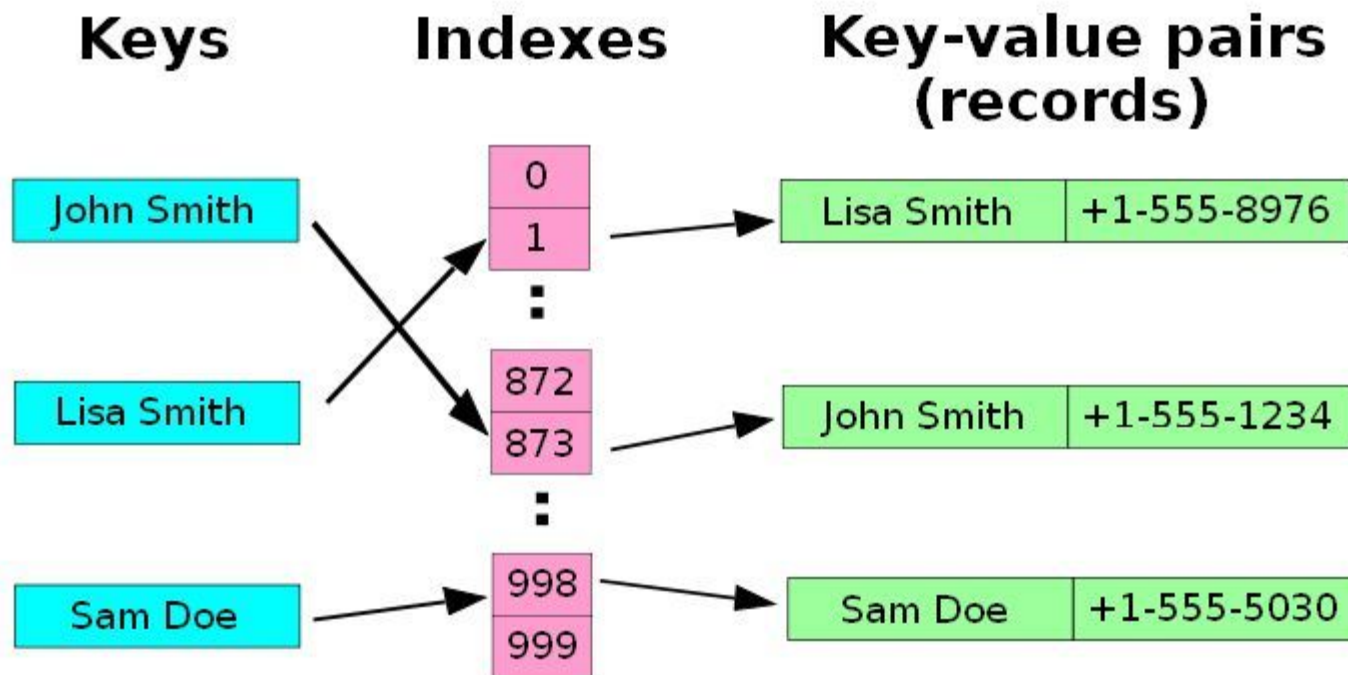 Keys
Indexes
Key-value pairs
(records)
John Smith
Lisa Smith
Sam Doe
0
1
:
872
873
:
998
999
Lisa Smith +1-555-8976
John Smith +1-555-1234
Sam Doe +1-555-5030